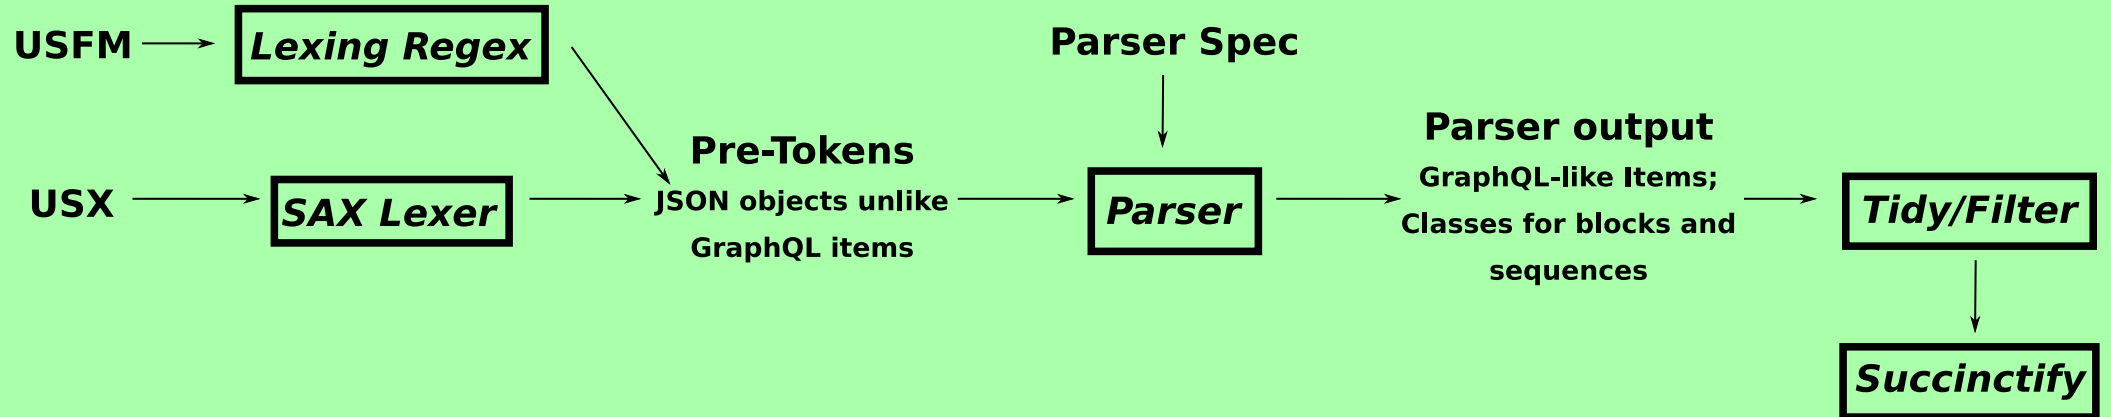 USFM
Lexing Regex
USX
SAX Lexer
Pre-Tokens
JSON objects unlike
GraphQL items
Parser Spec
Parser
Parser output
GraphQL-like Items;
Classes for blocks and
sequences
Tidy/Filter
Succinctify